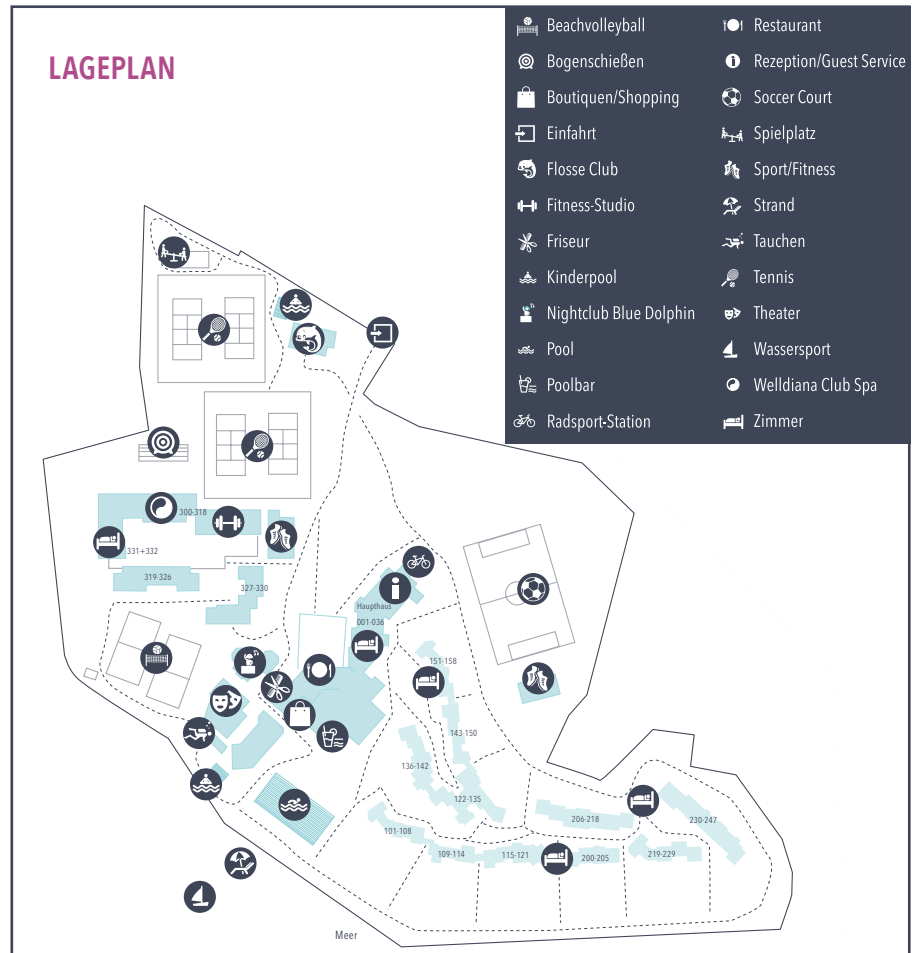 LAGEPLAN
Beachvolleyball
Bogenschießen
Boutiquen/Shopping
Einfahrt
Flosse Club
Fitness-Studio
Friseur
Kinderpool
Nightclub Blue Dolphin
Pool
Poolbar
Radsport-Station
Restaurant
Rezeption/Guest Service
Soccer Court
Spielplatz
Sport/Fitness
Strand
Tauchen
Tennis
Theater
Wassersport
Welldiana Club Spa
Zimmer
300-318
331+332
319-326
327-330
Haupthaus
001-036
151-158
143-150
136-142
122-135
101-108
109-114
115-121
200-205
206-218
219-229
230-247
Meer